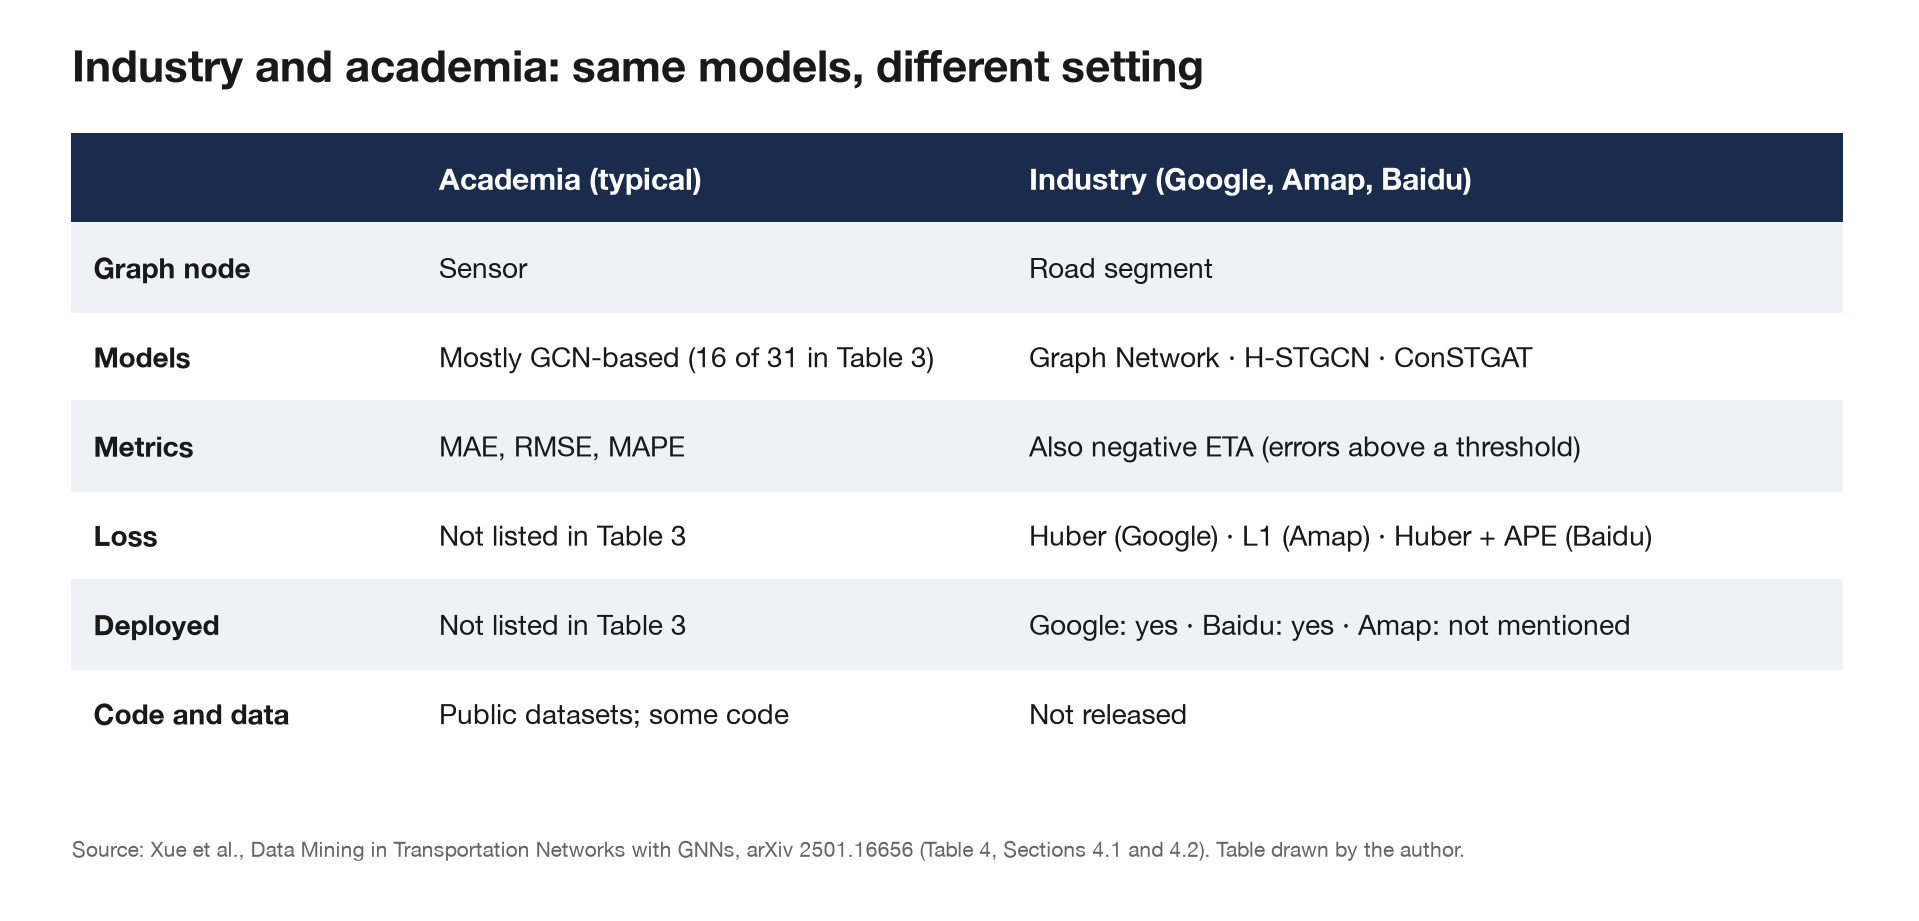 Industry and academia: same models, different setting
Academia (typical) Industry (Google, Amap, Baidu)
Graph node Sensor Road segment
Models Mostly GCN-based (16 of 31 in Table 3) Graph Network · H-STGCN · ConSTGAT
Metrics MAE, RMSE, MAPE Also negative ETA (errors above a threshold)
Loss Not listed in Table 3 Huber (Google) · L1 (Amap) · Huber + APE (Baidu)
Deployed Not listed in Table 3 Google: yes · Baidu: yes · Amap: not mentioned
Code and data Public datasets; some code Not released
Source: Xue et al., Data Mining in Transportation Networks with GNNs, arXiv 2501.16656 (Table 4, Sections 4.1 and 4.2). Table drawn by the author.